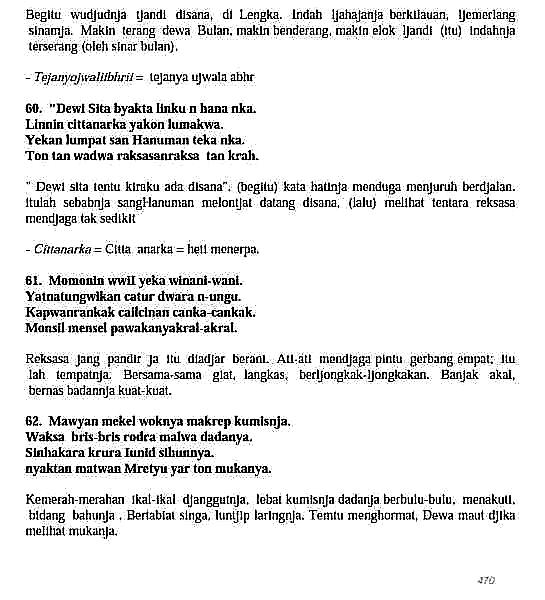 Begitu wudjudnja tjandi disana, di Lengka. Indah tjahajanja berkilauan, tjemerlang
sinamja. Makin terang dewa Bulan, makin benderang, makin elok tjandi (itu) indahnja
terserang (oleh sinar bulan).
- Tejanyojwalitbhril = tejanya ujwala abhr
60. "Dewi Sita byakta linku n hana nka.
Linnin cittanarka yakon lumakwa.
Yekan lumpat san Hanuman teka nka.
Ton tan wadwa raksasanraksa tan krah.
" Dewi sita tentu kiraku ada disana". (begitu) kata hatinja menduga menjuruh berdjalan.
itulah sebabnja sangHanuman melontjat datang disana, (lalu) melihat tentara reksasa
mendjaga tak sedikit
- Cittanarka = Citta anarka = heti menerpa.
61. Momonin wwil yeka winani-wani.
Yatnatungwikan catur dwara n-ungu.
Kapwanrankak cailcinan canka-cankak.
Monsil mensel pawakanyakral-akral.
Reksasa jang pandir ja itu diadjar berani. Ati-ati mendjaga pintu gerbang empat; itu
lah tempatnja. Bersama-sama giat, langkas, bertjongkak-tjongkakan. Banjak akal,
bernas badannja kuat-kuat.
62. Mawyan mekel woknya makrep kumisnja.
Waksa bris-bris rodra malwa dadanya.
Sinhakara krura lunid sihunnya.
nyaktan matwan Mretyu yar ton mukanya.
Kemerah-merahan ikal-ikal djanggutnja, lebat kumisnja dadanja berbulu-bulu, menakuti,
bidang bahunja . Bertabiat singa, luntjip laringnja. Temtu menghormat, Dewa maut djika
melihat mukanja.
470